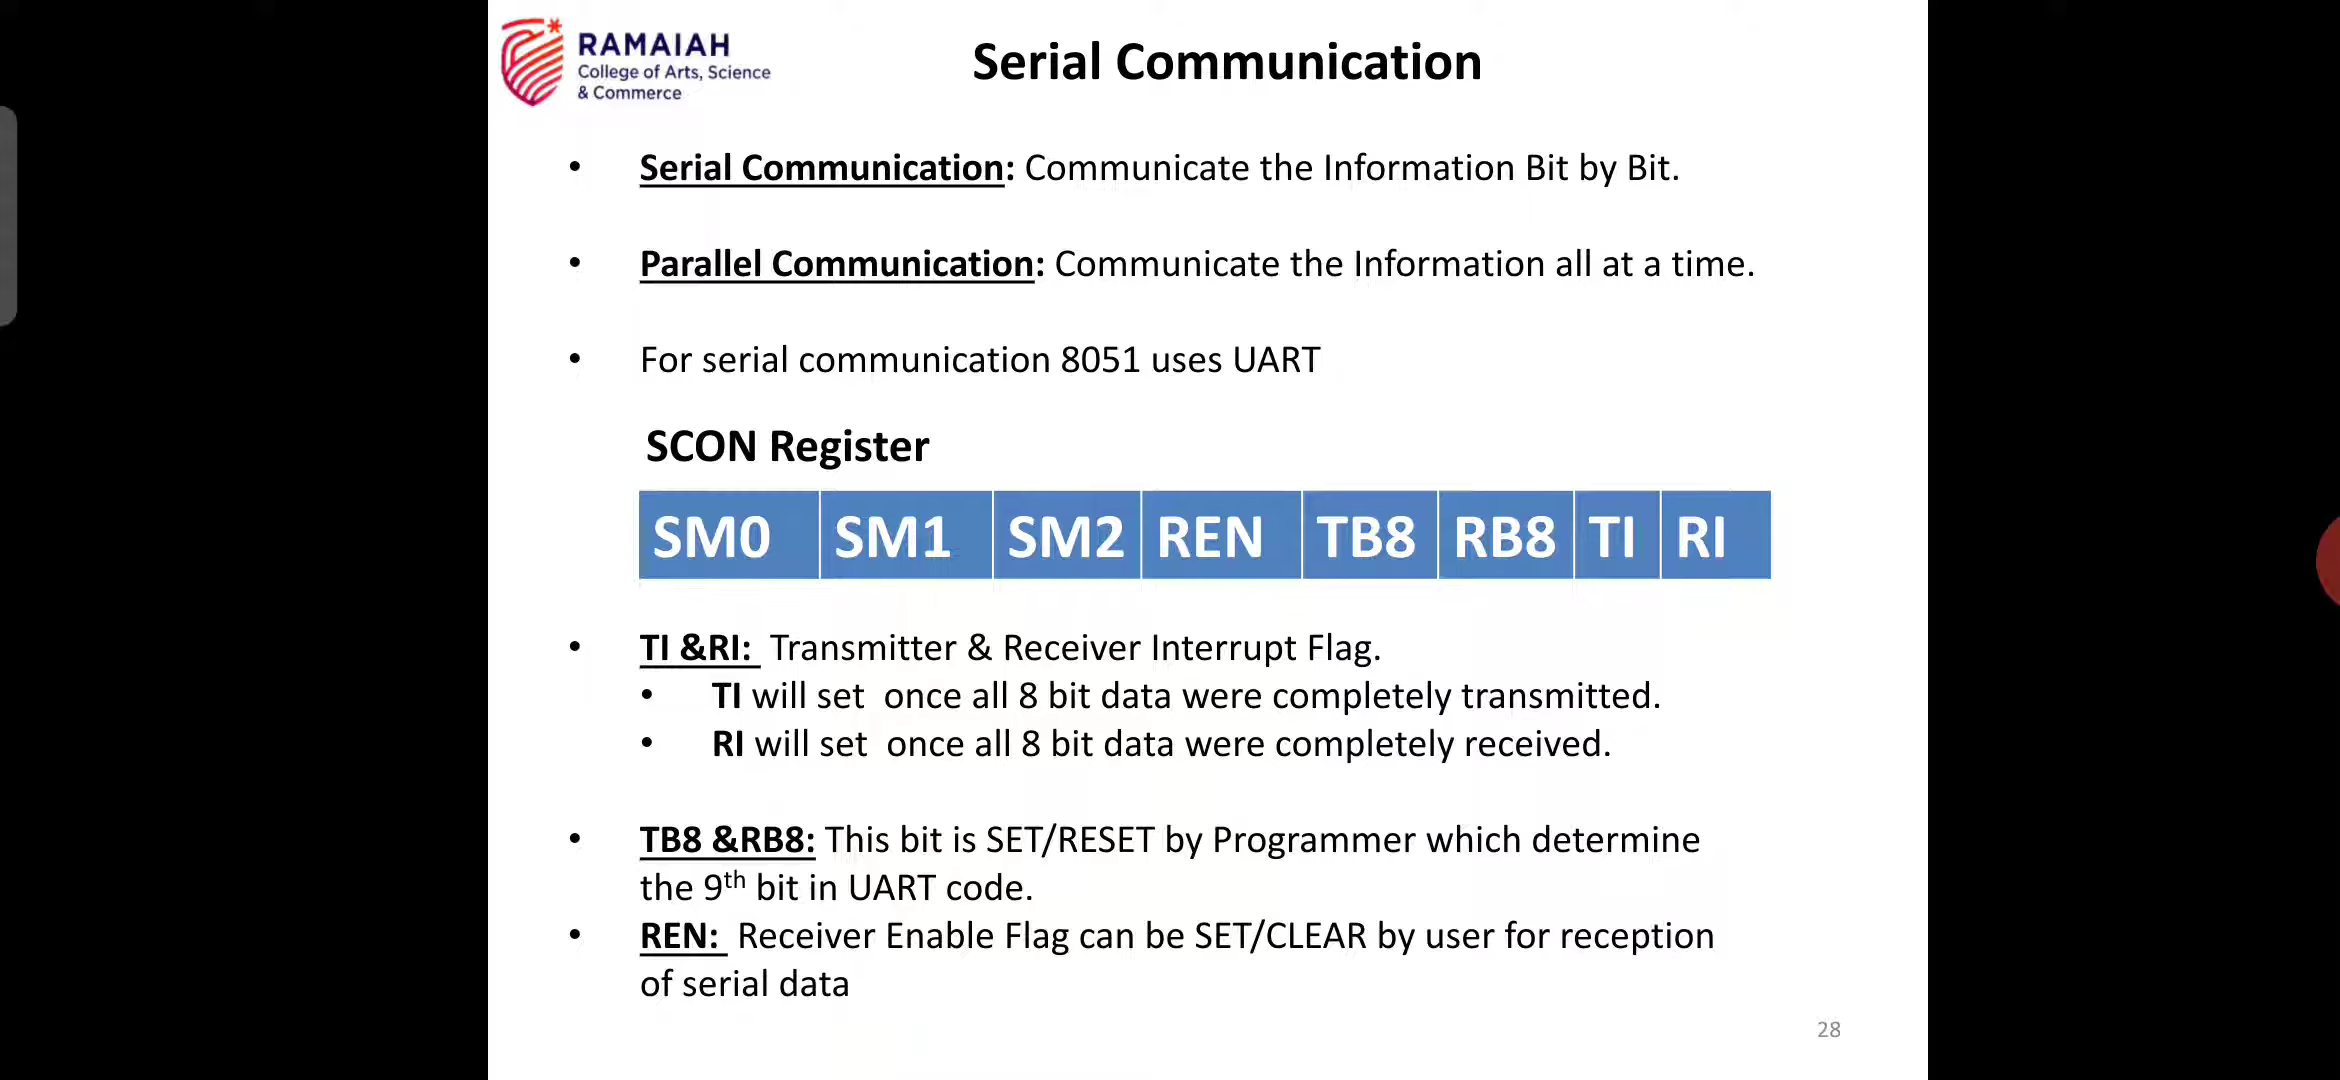 RAMAIAH
College of Arts, Science
& Commerce
Serial Communication
• Serial Communication: Communicate the Information Bit by Bit.
• Parallel Communication: Communicate the Information all at a time.
• For serial communication 8051 uses UART
SCON Register
SM0 SM1 SM2 REN TB8 RB8 TI RI
• TI &RI: Transmitter & Receiver Interrupt Flag.
• TI will set once all 8 bit data were completely transmitted.
• RI will set once all 8 bit data were completely received.
• TB8 &RB8: This bit is SET/RESET by Programmer which determine
the 9th bit in UART code.
• REN: Receiver Enable Flag can be SET/CLEAR by user for reception
of serial data
28